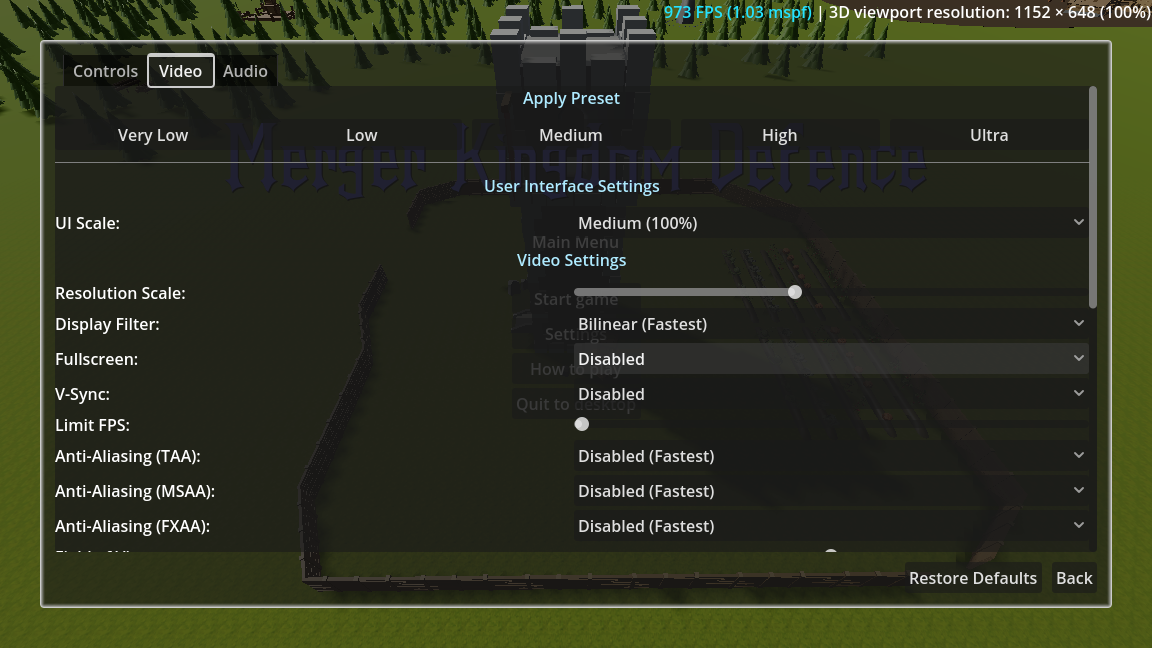 973 FPS (1.03 mspf) | 3D viewport resolution: 1152 × 648 (100%)
Controls Video Audio
Apply Preset
Very Low Low Medium High Ultra
Merger Kingdom Defence
User Interface Settings
UI Scale: Medium (100%)
Main Menu
Video Settings
Resolution Scale:
Start game
Display Filter: Bilinear (Fastest)
Settings
Fullscreen: Disabled
How to play
V-Sync: Disabled
Quit to desktop
Limit FPS:
Anti-Aliasing (TAA): Disabled (Fastest)
Anti-Aliasing (MSAA): Disabled (Fastest)
Anti-Aliasing (FXAA): Disabled (Fastest)
Restore Defaults Back